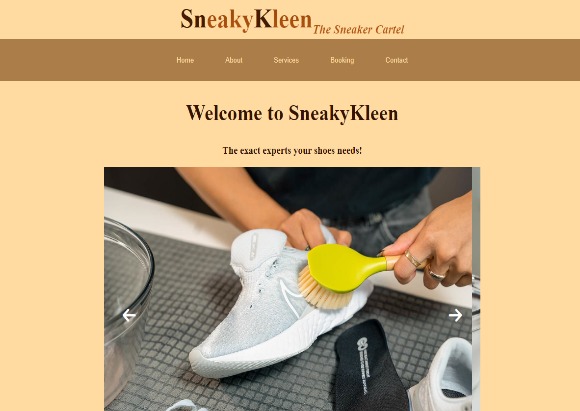 SneakyKleen The Sneaker Cartel
Home About Services Booking Contact
Welcome to SneakyKleen
The exact experts your shoes needs!